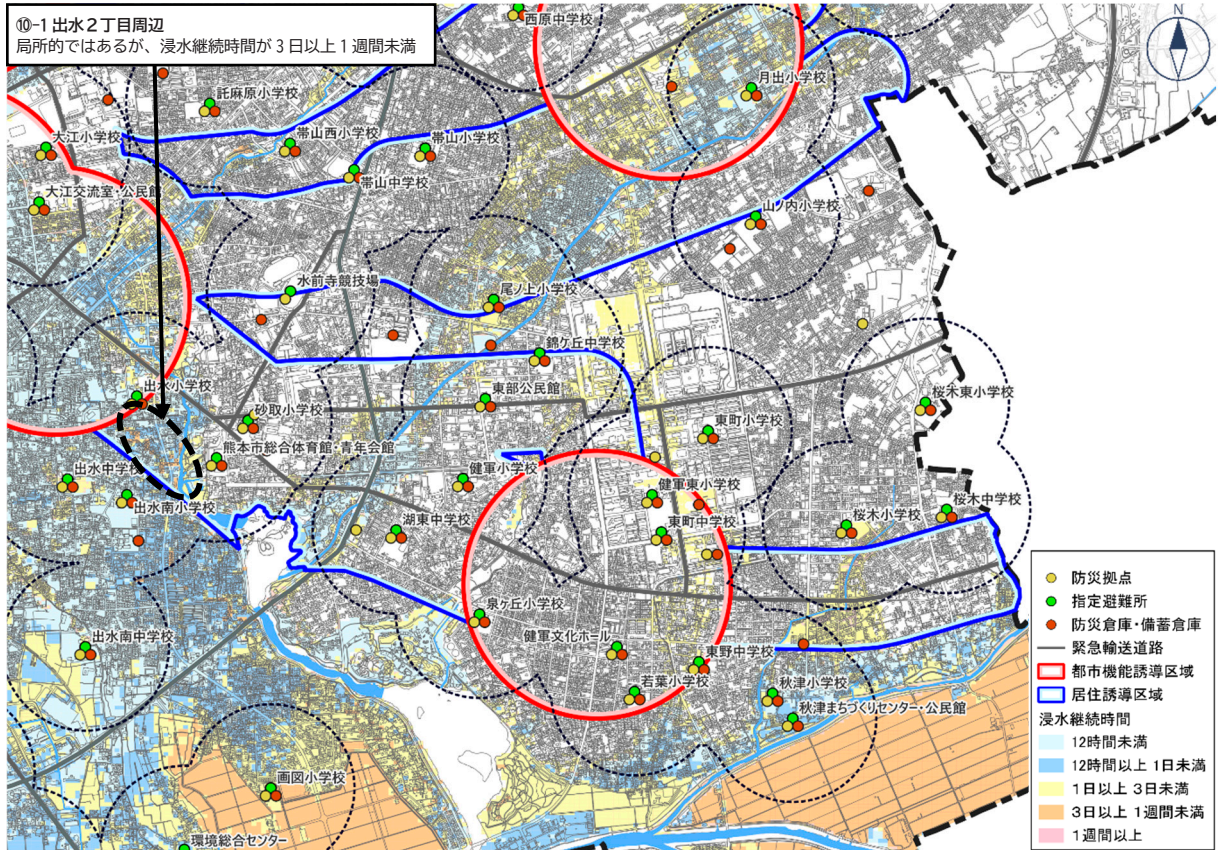 ⑩-1 出水２丁目周辺
局所的ではあるが、浸水継続時間が３日以上１週間未満
西原中学校
N
月出小学校
託麻原小学校
帯山西小学校
帯山小学校
大江小学校
帯山中学校
大江交流室・公民館
山ノ内小学校
水前寺競技場
尾ノ上小学校
錦ケ丘中学校
出水小学校
東部公民館
桜木東小学校
砂取小学校
東町小学校
熊本市総合体育館・青年会館
出水中学校
健軍小学校
健軍東小学校
出水南小学校
桜木中学校
湖東中学校
東町中学校
桜木小学校
泉ヶ丘小学校
出水南中学校
健軍文化ホール
東野中学校
若葉小学校
秋津小学校
秋津まちづくりセンター・公民館
画図小学校
環境総合センター
防災拠点
指定避難所
防災倉庫・備蓄倉庫
緊急輸送道路
都市機能誘導区域
居住誘導区域
浸水継続時間
12時間未満
12時間以上 1日未満
1日以上 3日未満
3日以上 1週間未満
1週間以上